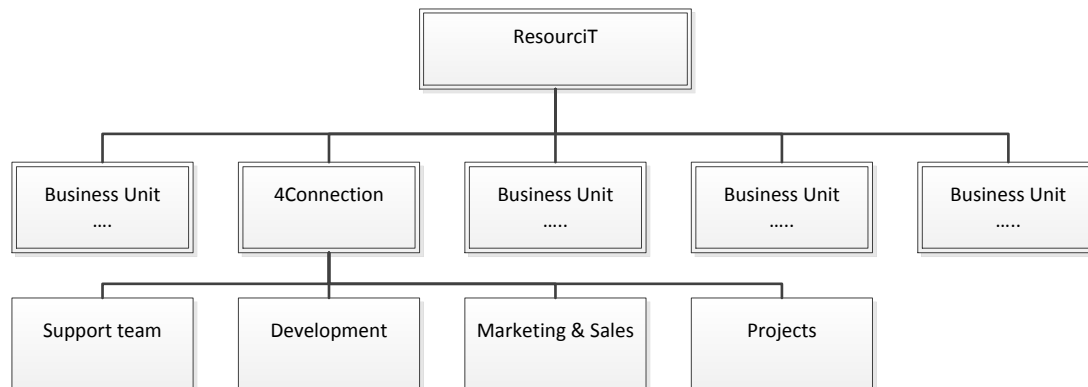 ResourciT
Business Unit
….
4Connection
Business Unit
…..
Business Unit
…..
Business Unit
…..
Support team
Development
Marketing & Sales
Projects